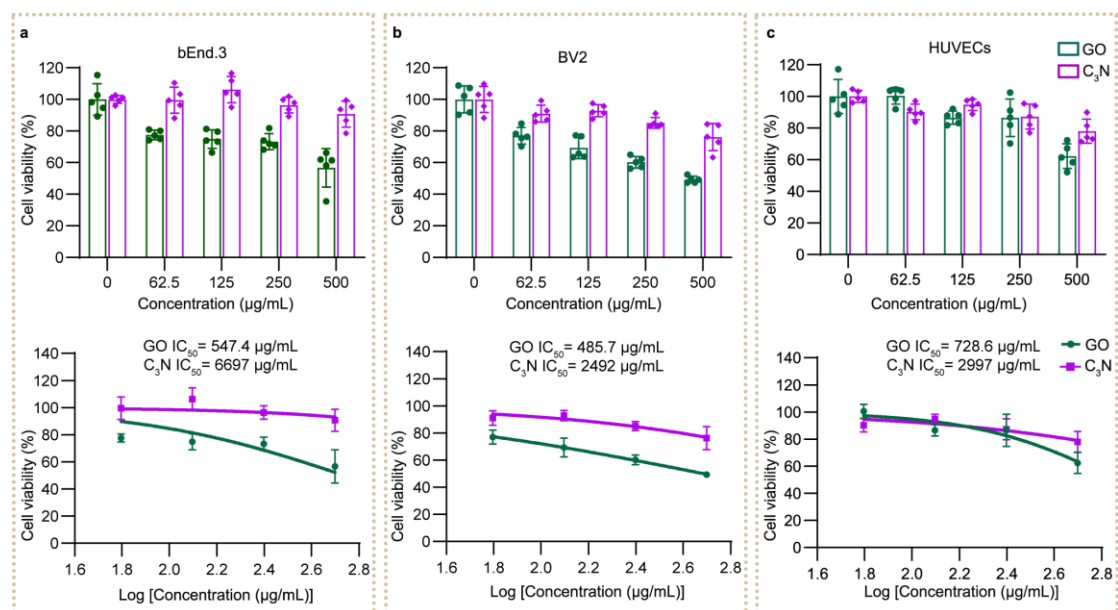 a
bEnd.3
Cell viability (%)
120
100
80
60
40
20
0
0 62.5 125 250 500
Concentration (µg/mL)
GO IC50= 547.4 µg/mL
C3N IC50= 6697 µg/mL
Cell viability (%)
140
120
100
80
60
40
20
0
1.6 1.8 2.0 2.2 2.4 2.6 2.8
Log [Concentration (µg/mL)]
b
BV2
Cell viability (%)
120
100
80
60
40
20
0
0 62.5 125 250 500
Concentration (µg/mL)
GO IC50= 485.7 µg/mL
C3N IC50= 2492 µg/mL
Cell viability (%)
140
120
100
80
60
40
20
0
1.6 1.8 2.0 2.2 2.4 2.6 2.8
Log [Concentration (µg/mL)]
c
HUVECs
GO
C3N
Cell viability (%)
120
100
80
60
40
20
0
0 62.5 125 250 500
Concentration (µg/mL)
GO IC50= 728.6 µg/mL
C3N IC50= 2997 µg/mL
GO
C3N
Cell viability (%)
140
120
100
80
60
40
20
0
1.6 1.8 2.0 2.2 2.4 2.6 2.8
Log [Concentration (µg/mL)]